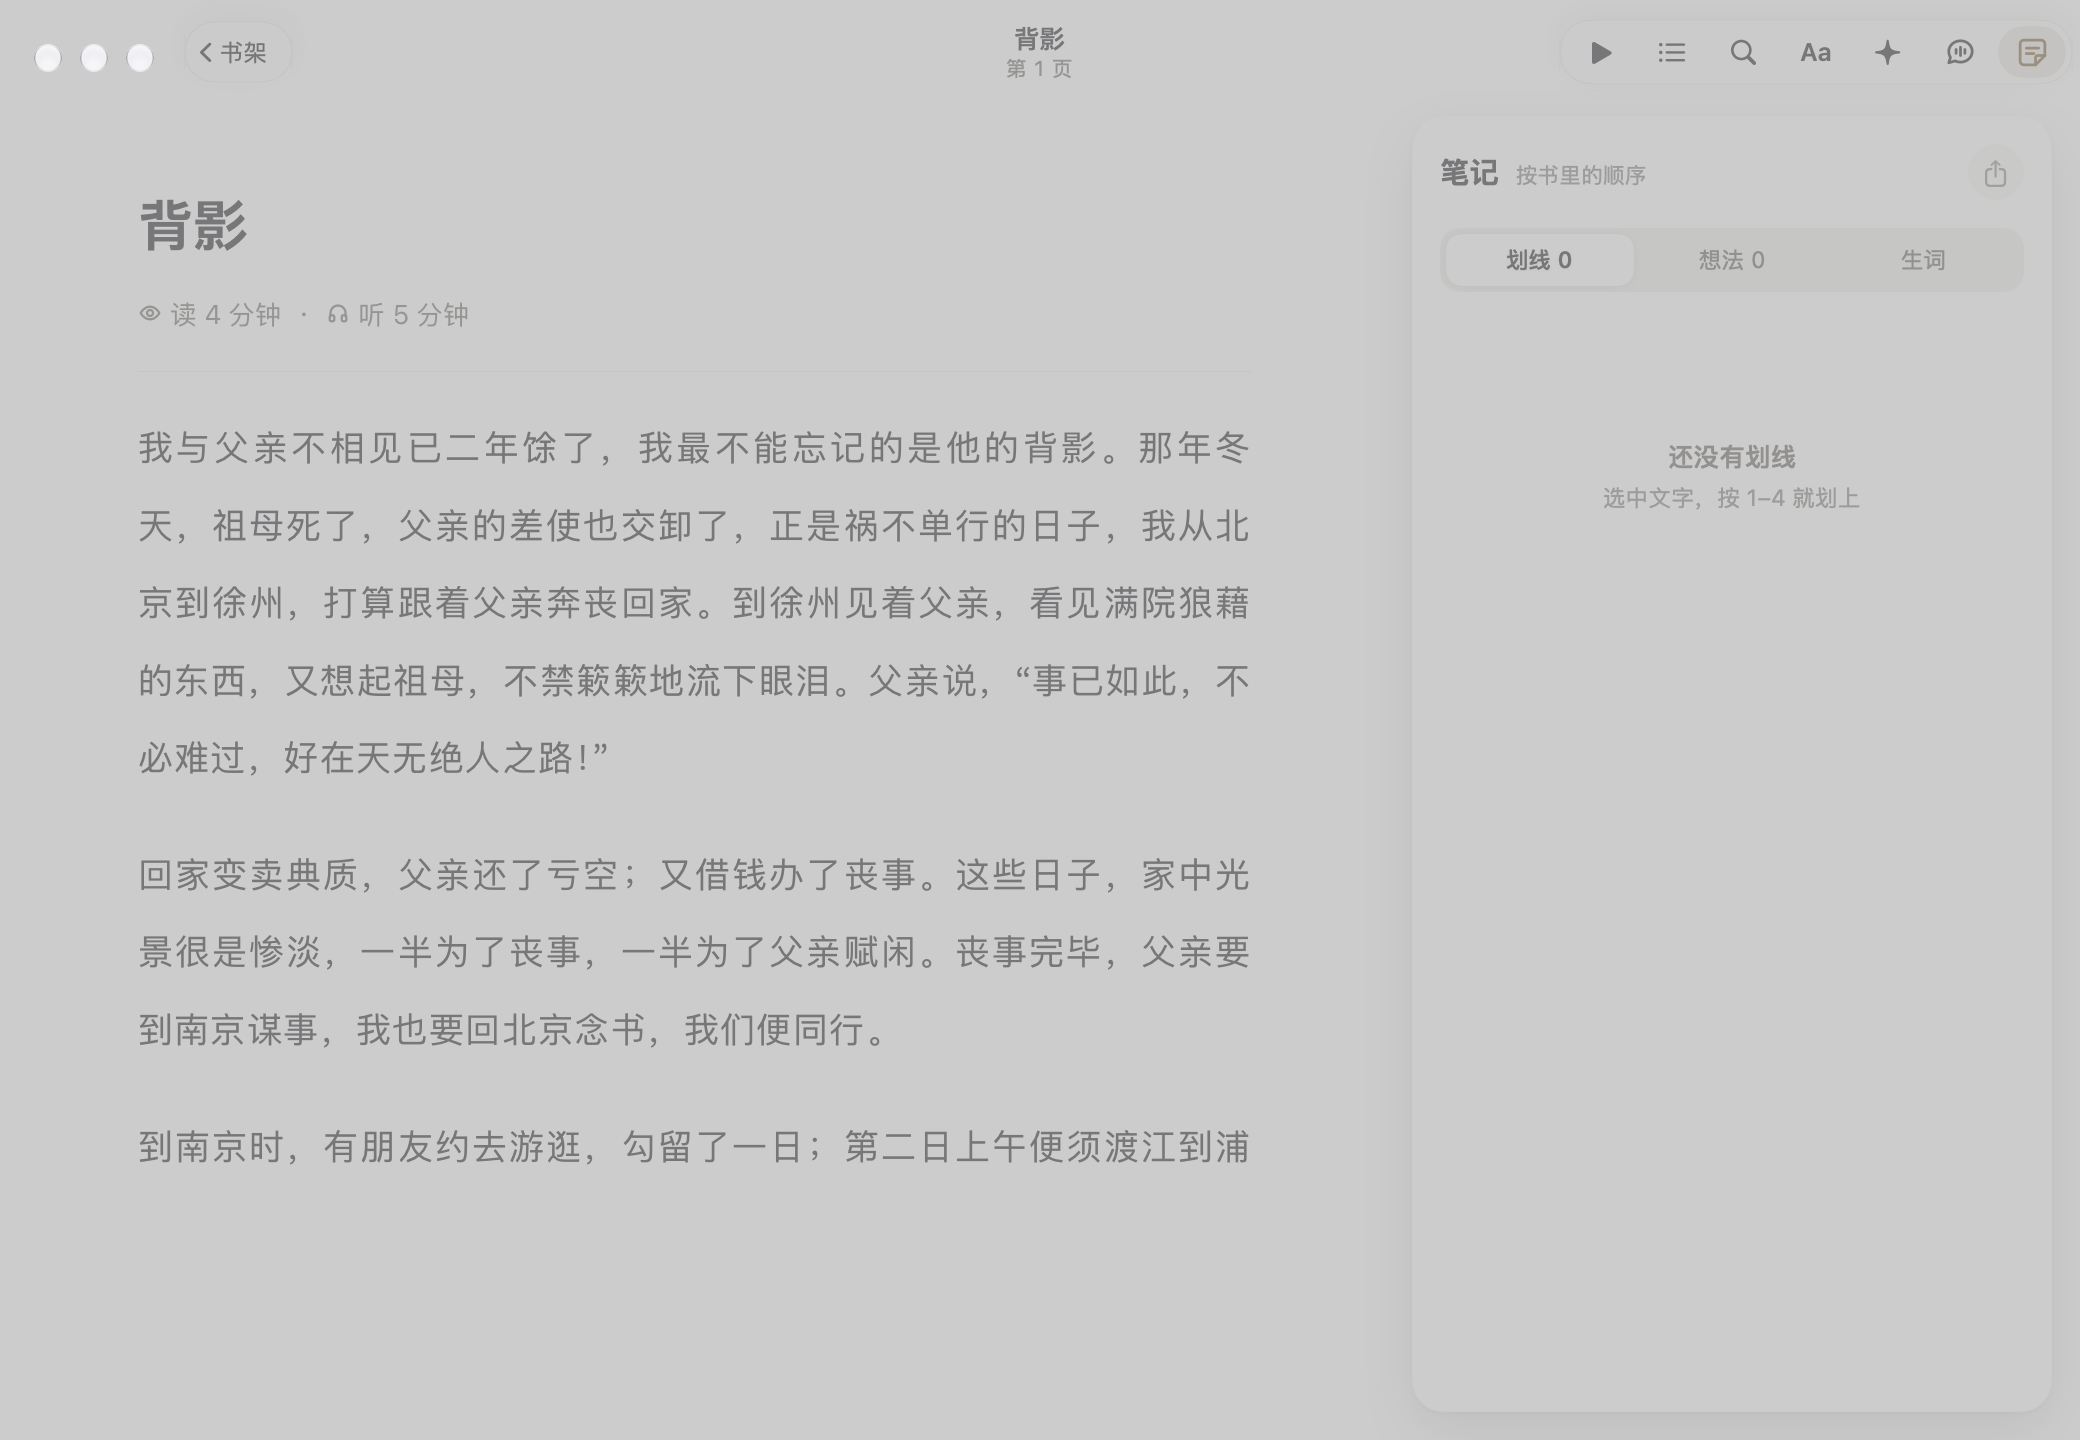 书架
背影
第 1 页
Aa
背影
读 4 分钟 · 听 5 分钟
我与父亲不相见已二年馀了，我最不能忘记的是他的背影。那年冬
天，祖母死了，父亲的差使也交卸了，正是祸不单行的日子，我从北
京到徐州，打算跟着父亲奔丧回家。到徐州见着父亲，看见满院狼藉
的东西，又想起祖母，不禁簌簌地流下眼泪。父亲说，“事已如此，不
必难过，好在天无绝人之路！”
回家变卖典质，父亲还了亏空；又借钱办了丧事。这些日子，家中光
景很是惨淡，一半为了丧事，一半为了父亲赋闲。丧事完毕，父亲要
到南京谋事，我也要回北京念书，我们便同行。
到南京时，有朋友约去游逛，勾留了一日；第二日上午便须渡江到浦
笔记 按书里的顺序
划线 0 想法 0 生词
还没有划线
选中文字，按 1–4 就划上